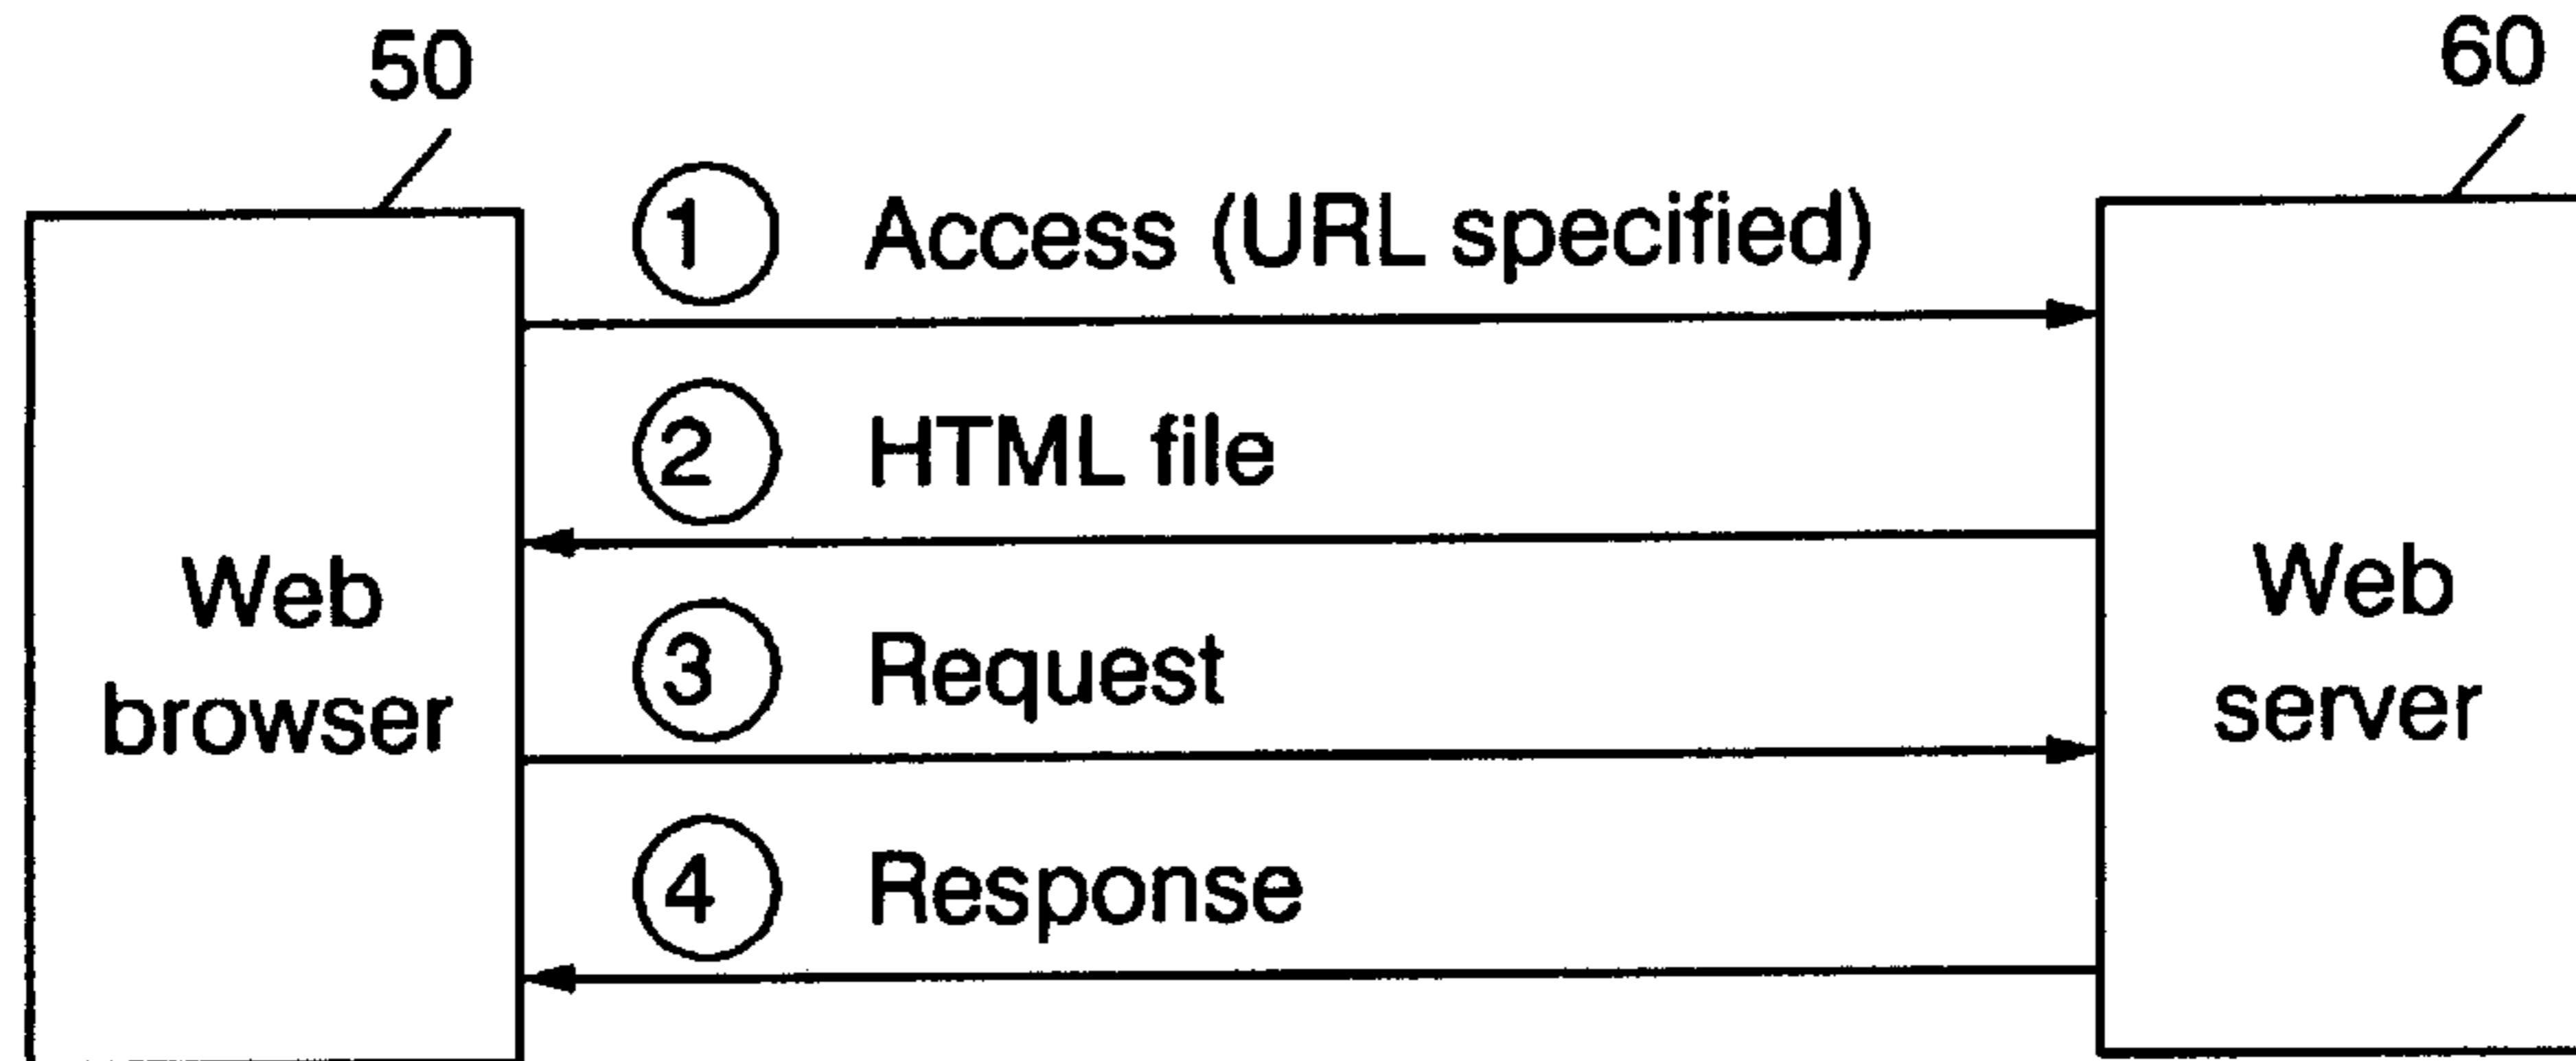 50
60
① Access (URL specified)
② HTML file
③ Request
④ Response
Web
browser
Web
server